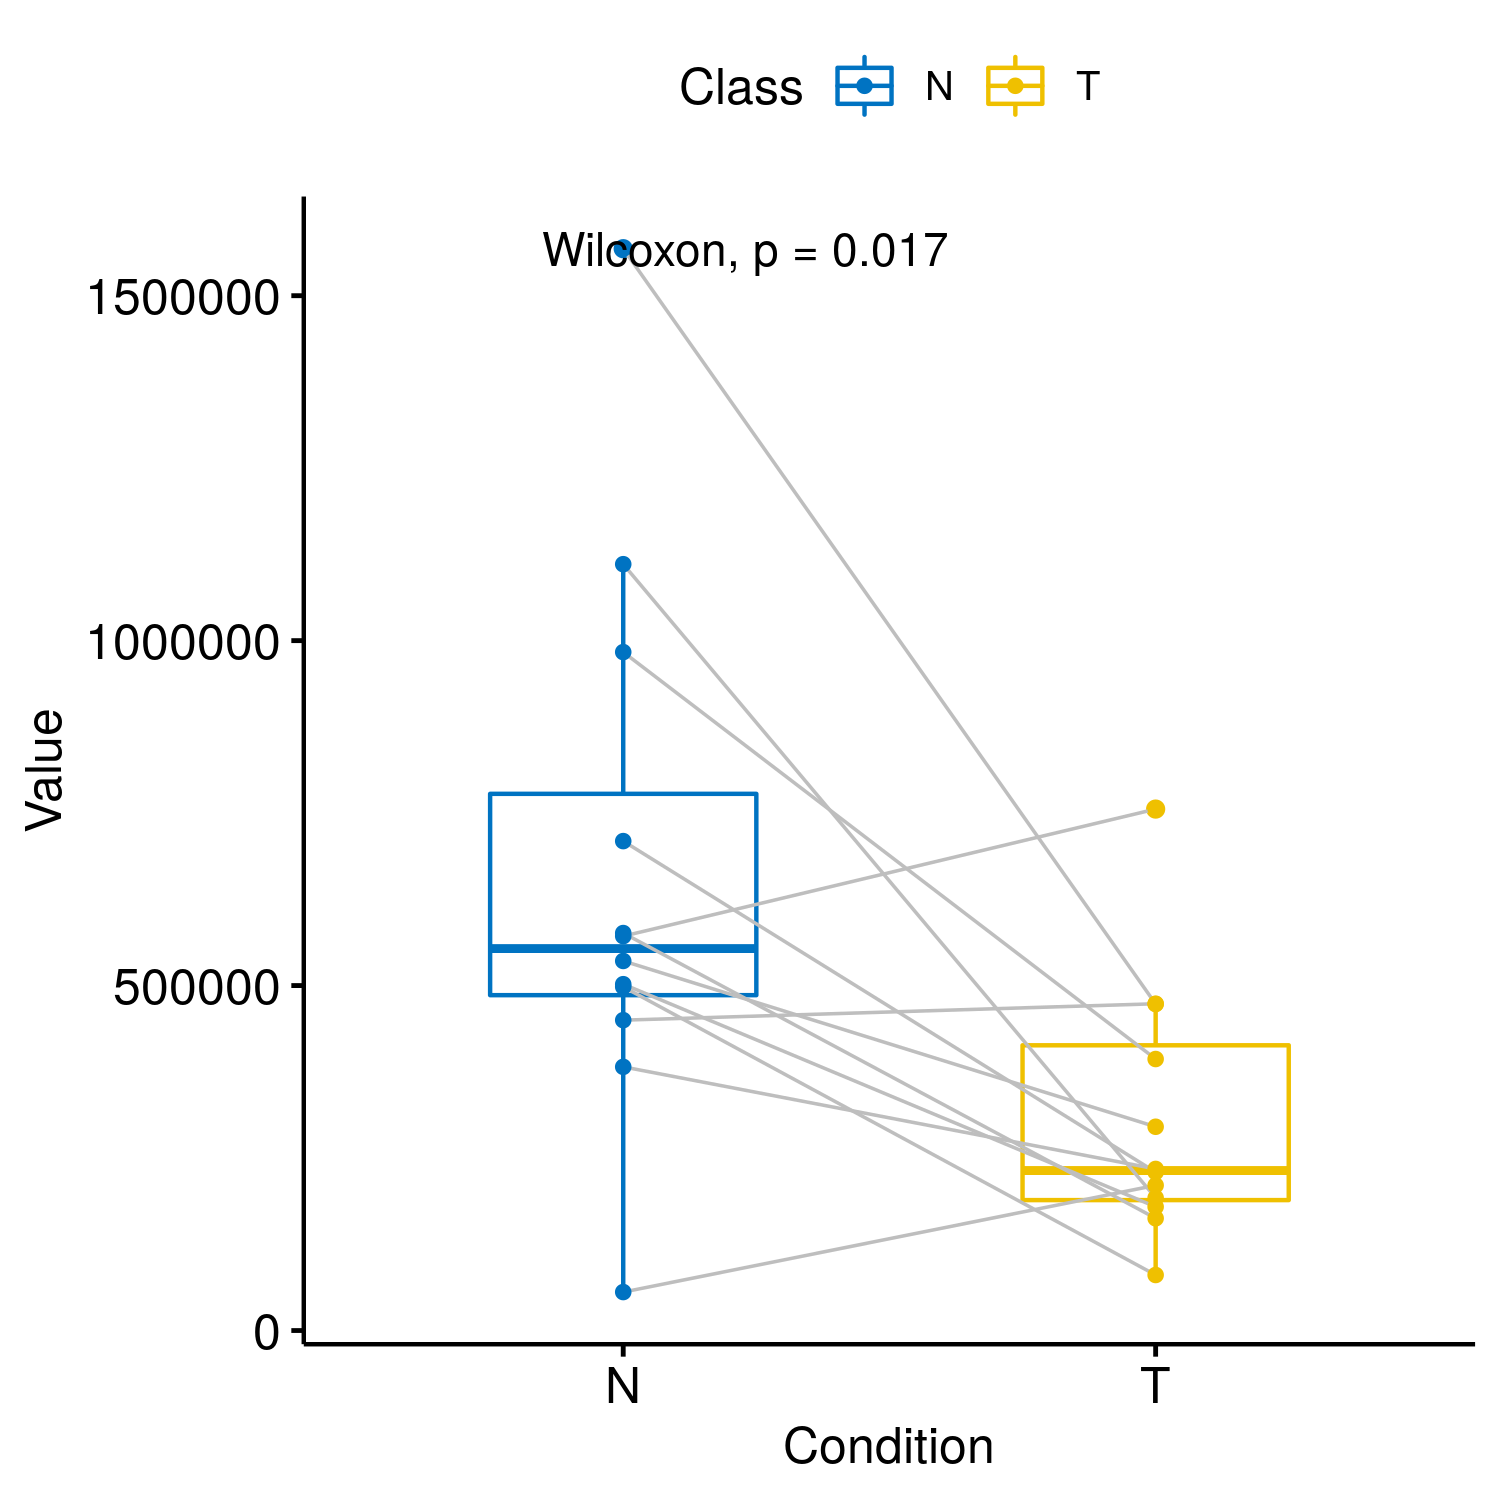 Class N T
Wilcoxon, p = 0.017
1500000
1000000
500000
0
Value
N T
Condition